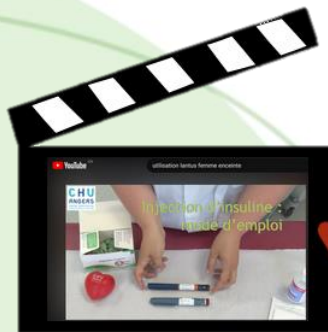 YouTube
utilisation lantus femme enceinte
CHU
ANGERS
Injection d'insuline :
mode d'emploi